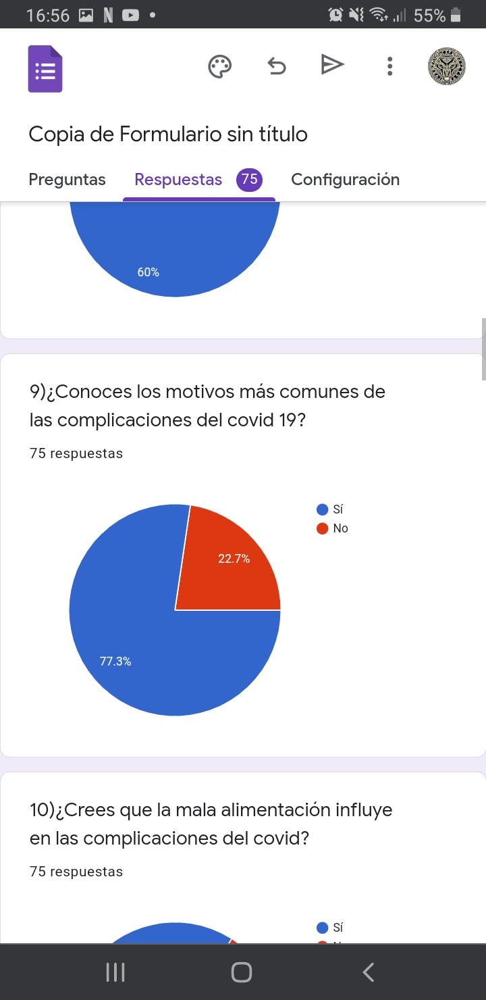 16:56
55%
Copia de Formulario sin título
Preguntas
Respuestas
75
Configuración
60%
9)¿Conoces los motivos más comunes de
las complicaciones del covid 19?
75 respuestas
Sí
No
22.7%
77.3%
10)¿Crees que la mala alimentación influye
en las complicaciones del covid?
75 respuestas
Sí